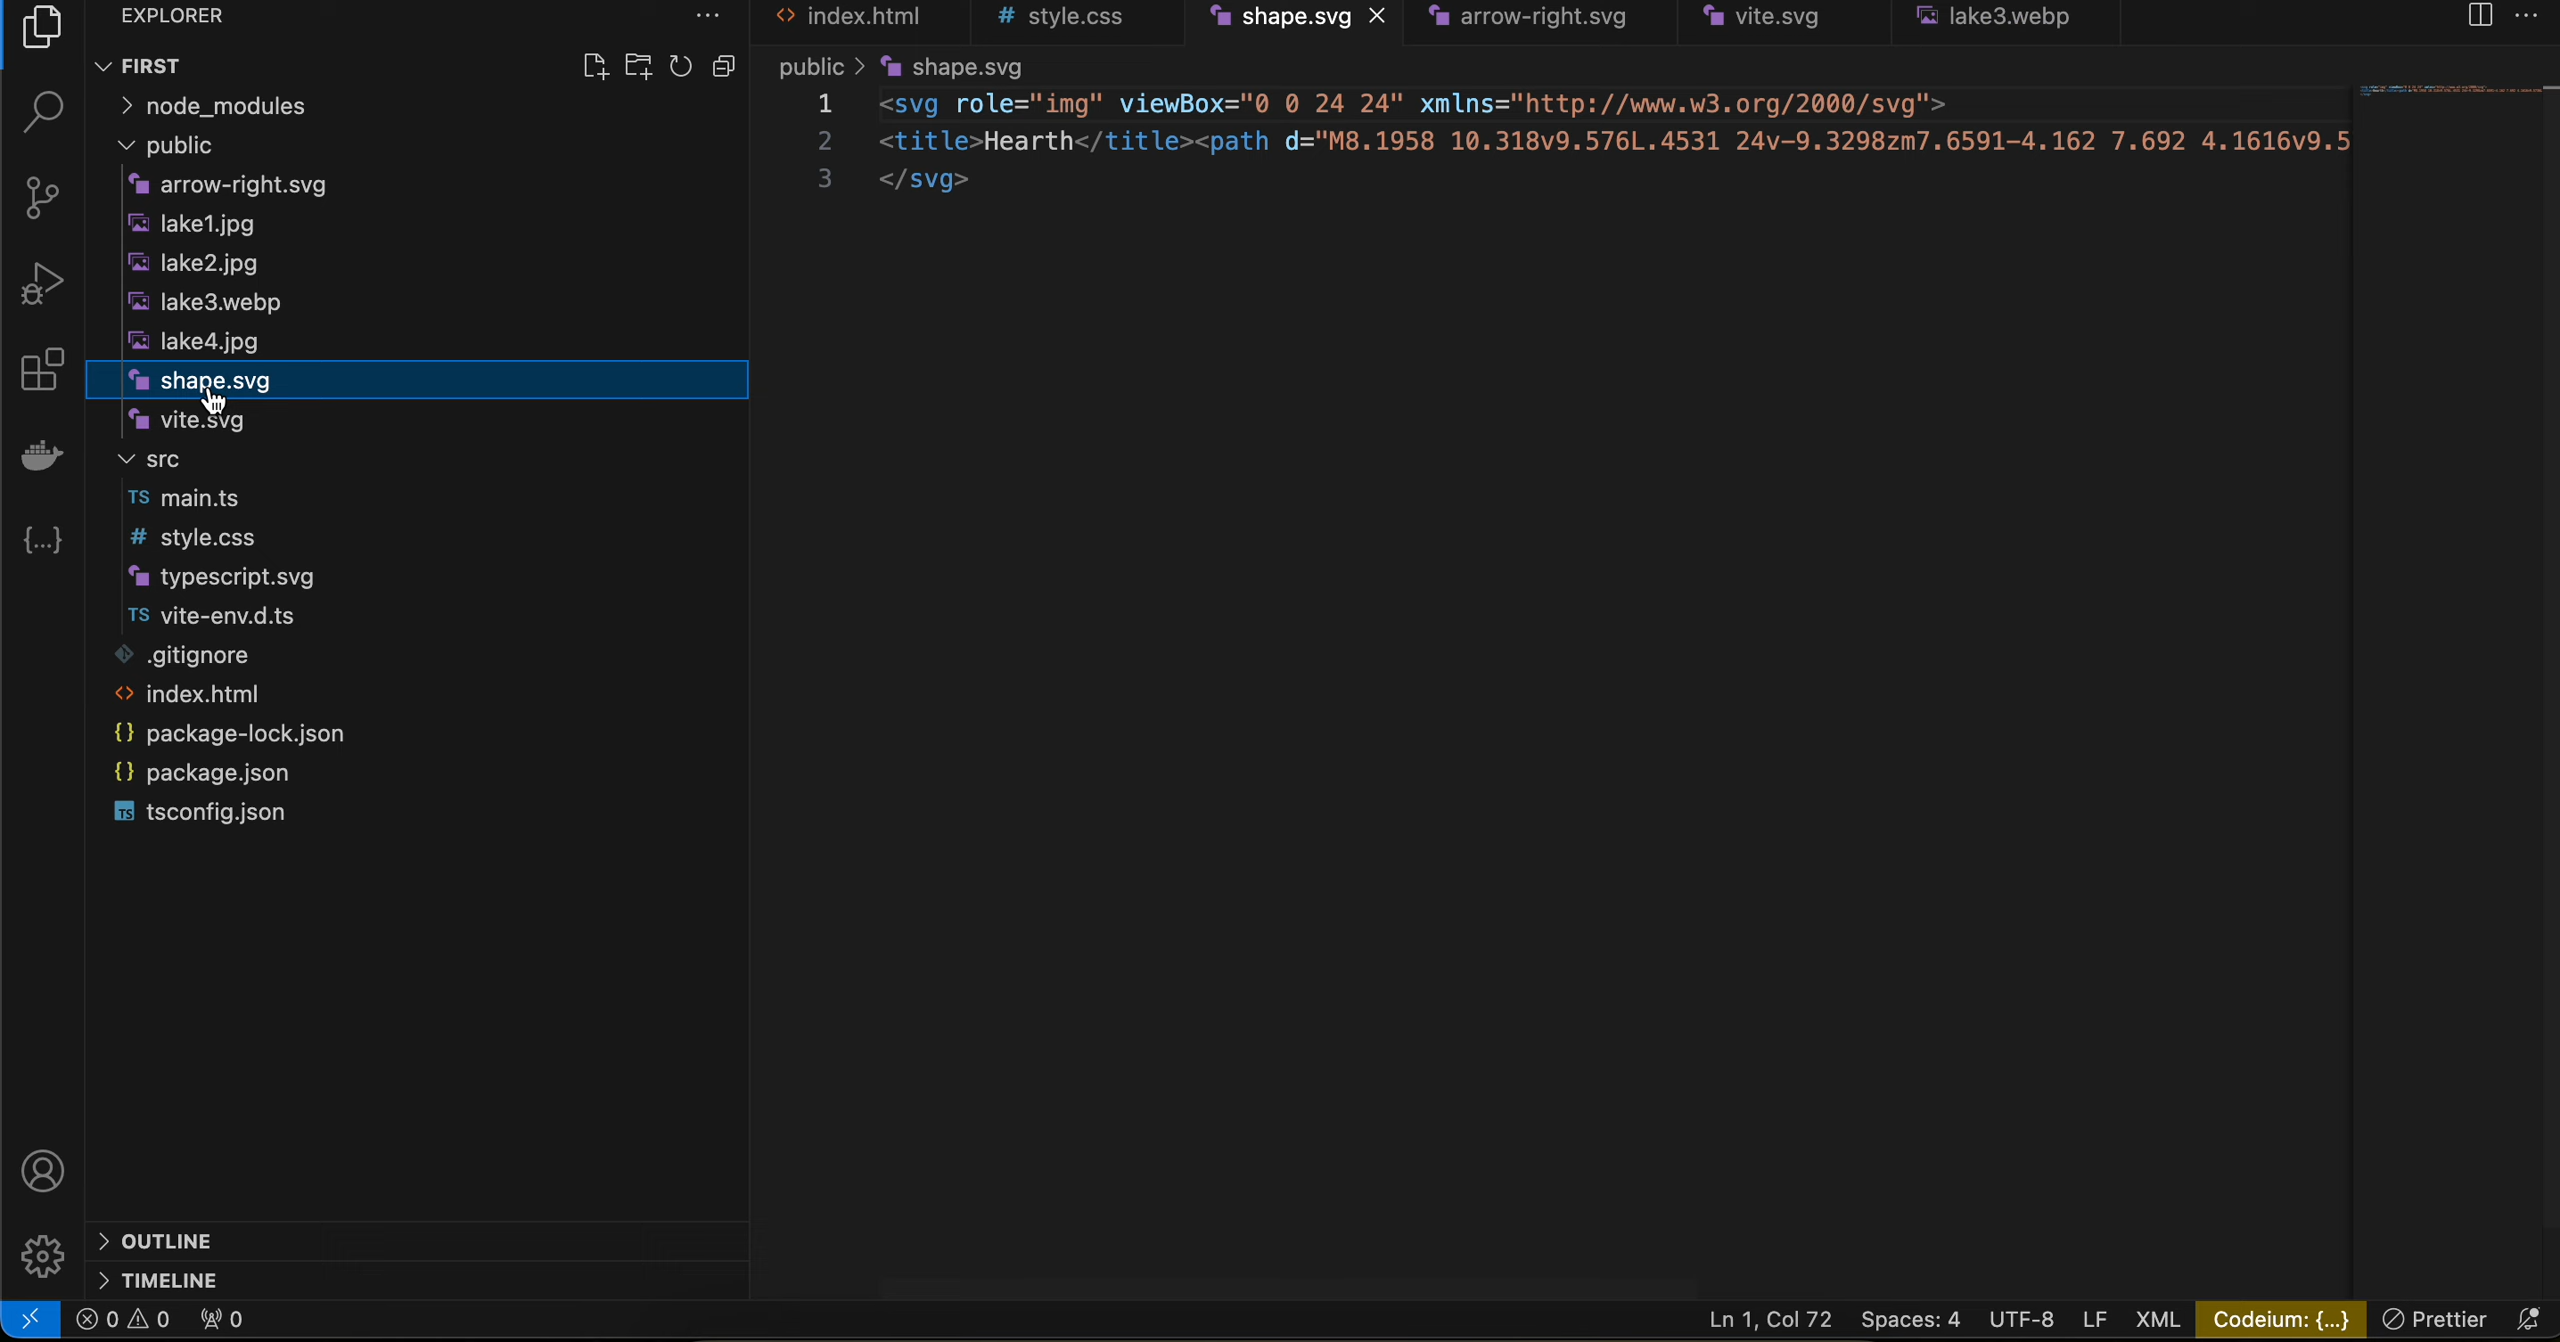 EXPLORER
FIRST
node_modules
public
arrow-right.svg
lake1.jpg
lake2.jpg
lake3.webp
lake4.jpg
shape.svg
vite.svg
src
TS main.ts
# style.css
typescript.svg
TS vite-env.d.ts
.gitignore
<> index.html
{} package-lock.json
{} package.json
TS tsconfig.json
OUTLINE
TIMELINE
<> index.html # style.css shape.svg arrow-right.svg vite.svg lake3.webp
public > shape.svg
1 <svg role="img" viewBox="0 0 24 24" xmlns="http://www.w3.org/2000/svg">
2 <title>Hearth</title><path d="M8.1958 10.318v9.576L.4531 24v-9.3298zm7.6591-4.162 7.692 4.1616v9.5
3 </svg>
0 0 0 Ln 1, Col 72 Spaces: 4 UTF-8 LF XML Codeium: {...} Prettier